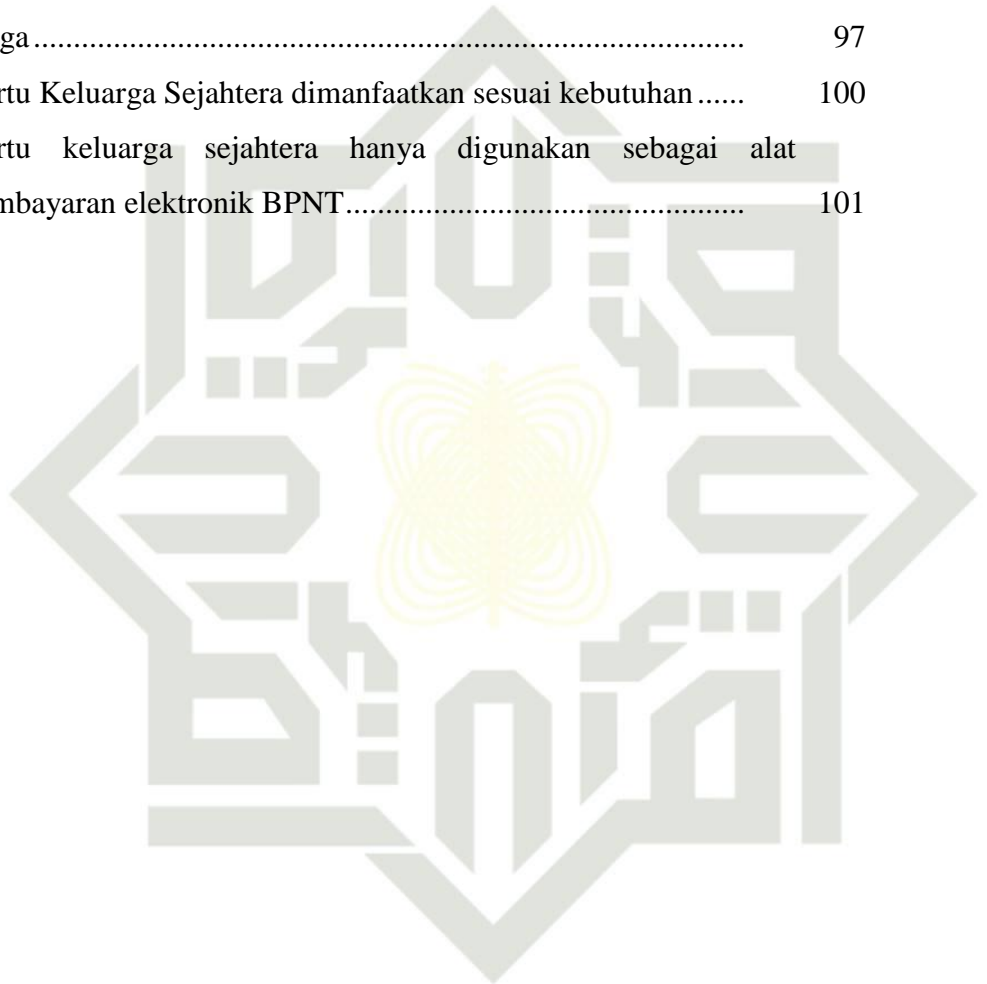 ga........................................................................................ 97
rtu Keluarga Sejahtera dimanfaatkan sesuai kebutuhan ...... 100
rtu keluarga sejahtera hanya digunakan sebagai alat
mbayaran elektronik BPNT................................................. 101